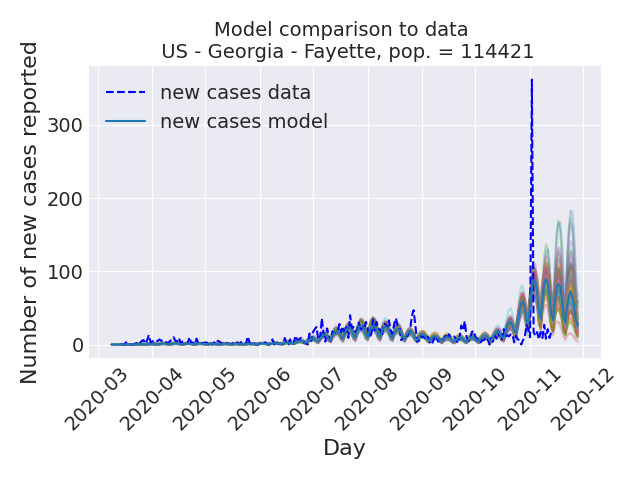 Model comparison to data
US - Georgia - Fayette, pop. = 114421
Number of new cases reported
new cases data
new cases model
300
200
100
0
2020-03
2020-04
2020-05
2020-06
2020-07
2020-08
2020-09
2020-10
2020-11
2020-12
Day